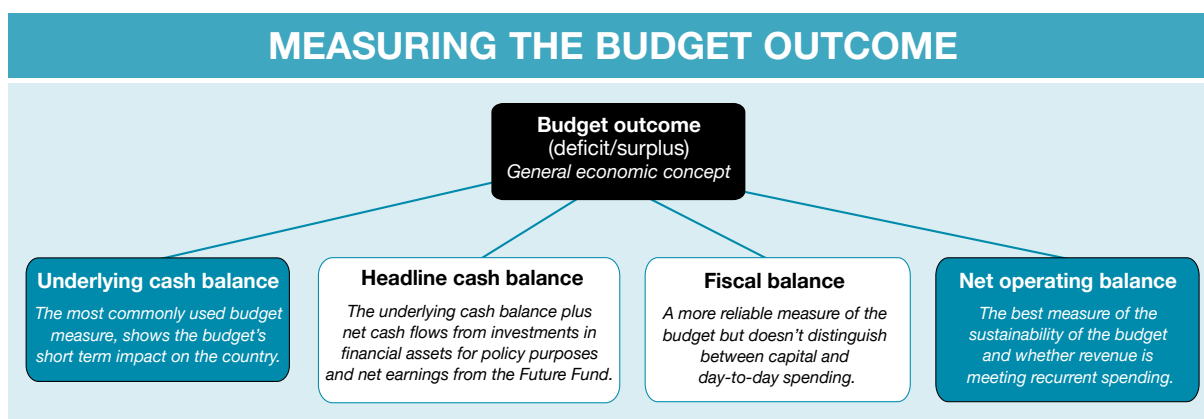 MEASURING THE BUDGET OUTCOME
Budget outcome
(deficit/surplus)
General economic concept
Underlying cash balance
The most commonly used budget
measure, shows the budget’s
short term impact on the country.
Headline cash balance
The underlying cash balance plus
net cash flows from investments in
financial assets for policy purposes
and net earnings from the Future Fund.
Fiscal balance
A more reliable measure of the
budget but doesn’t distinguish
between capital and
day-to-day spending.
Net operating balance
The best measure of the
sustainability of the budget
and whether revenue is
meeting recurrent spending.